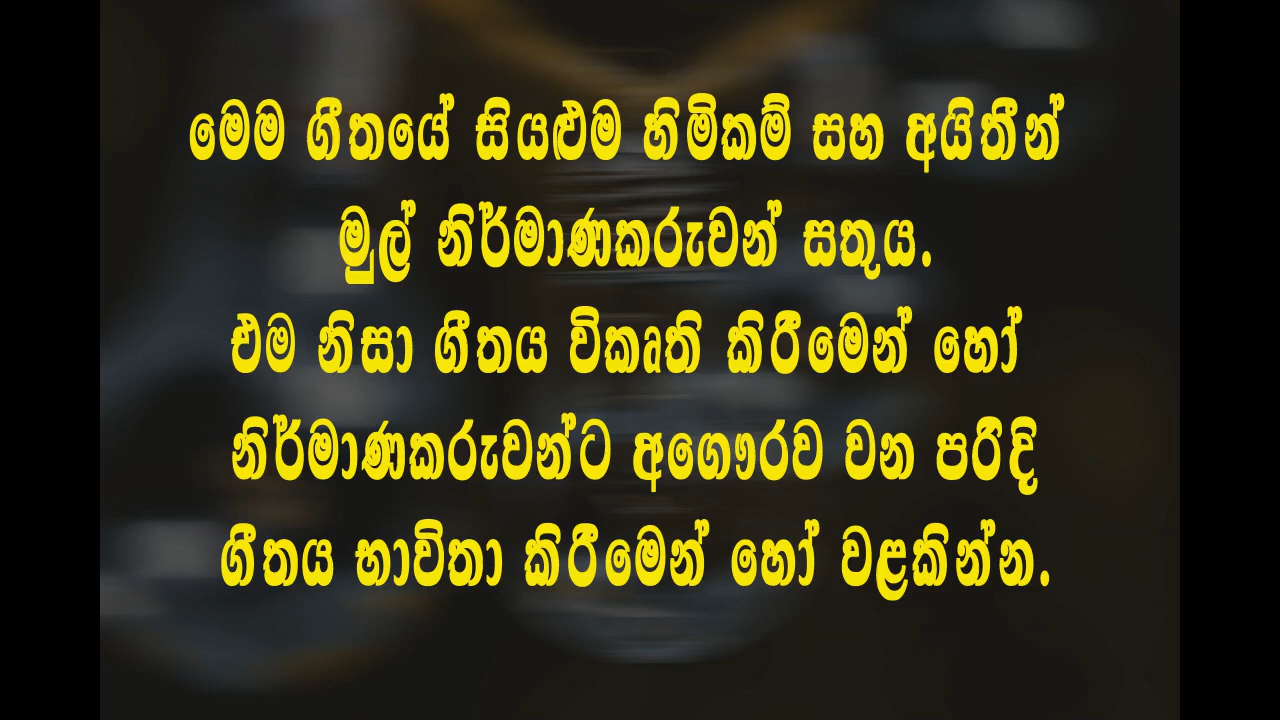 මෙම ගීතයේ සියළුම හිමිකම් සහ අයිතීන්
මුල් නිර්මාණකරුවන් සතුය.
එම නිසා ගීතය විකෘති කිරීමෙන් හෝ
නිර්මාණකරුවන්ට අගෞරව වන පරිදි
ගීතය භාවිතා කිරීමෙන් හෝ වළකින්න.